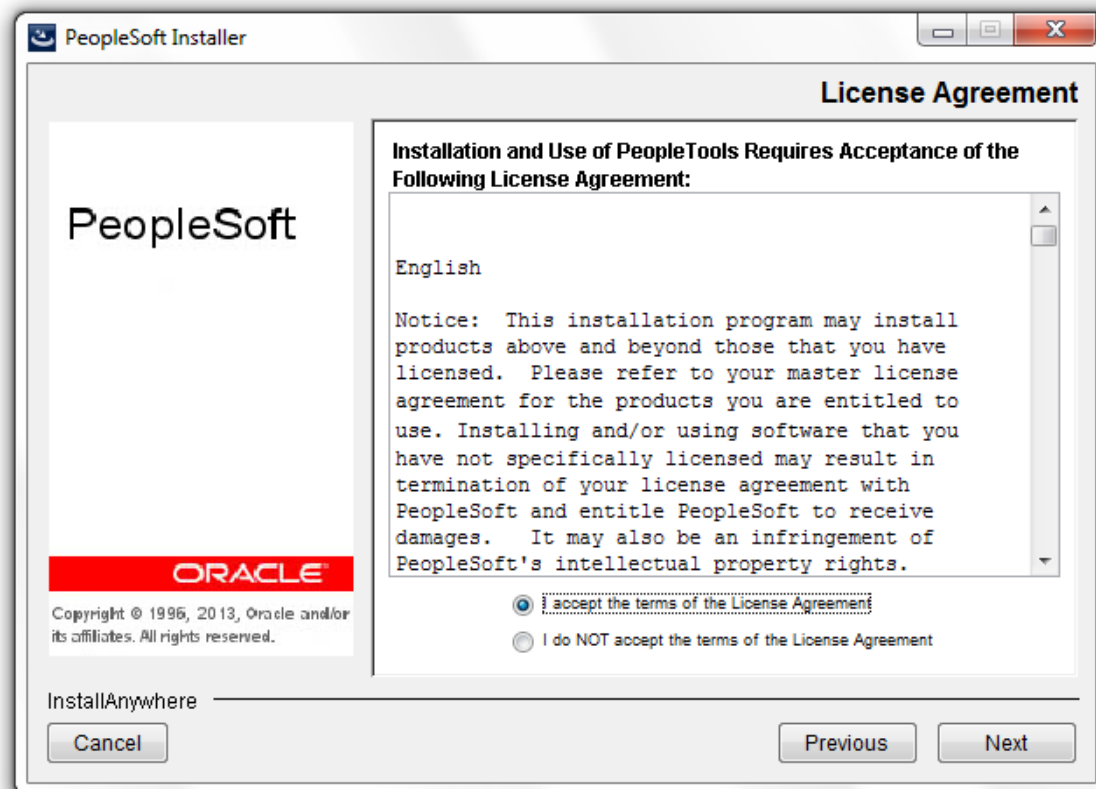 PeopleSoft Installer
License Agreement
PeopleSoft
ORACLE
Copyright © 1996, 2013, Oracle and/or
its affiliates. All rights reserved.
Installation and Use of PeopleTools Requires Acceptance of the
Following License Agreement:
English
Notice:  This installation program may install
products above and beyond those that you have
licensed.  Please refer to your master license
agreement for the products you are entitled to
use. Installing and/or using software that you
have not specifically licensed may result in
termination of your license agreement with
PeopleSoft and entitle PeopleSoft to receive
damages.   It may also be an infringement of
PeopleSoft's intellectual property rights.
I accept the terms of the License Agreement
I do NOT accept the terms of the License Agreement
InstallAnywhere
Cancel
Previous
Next